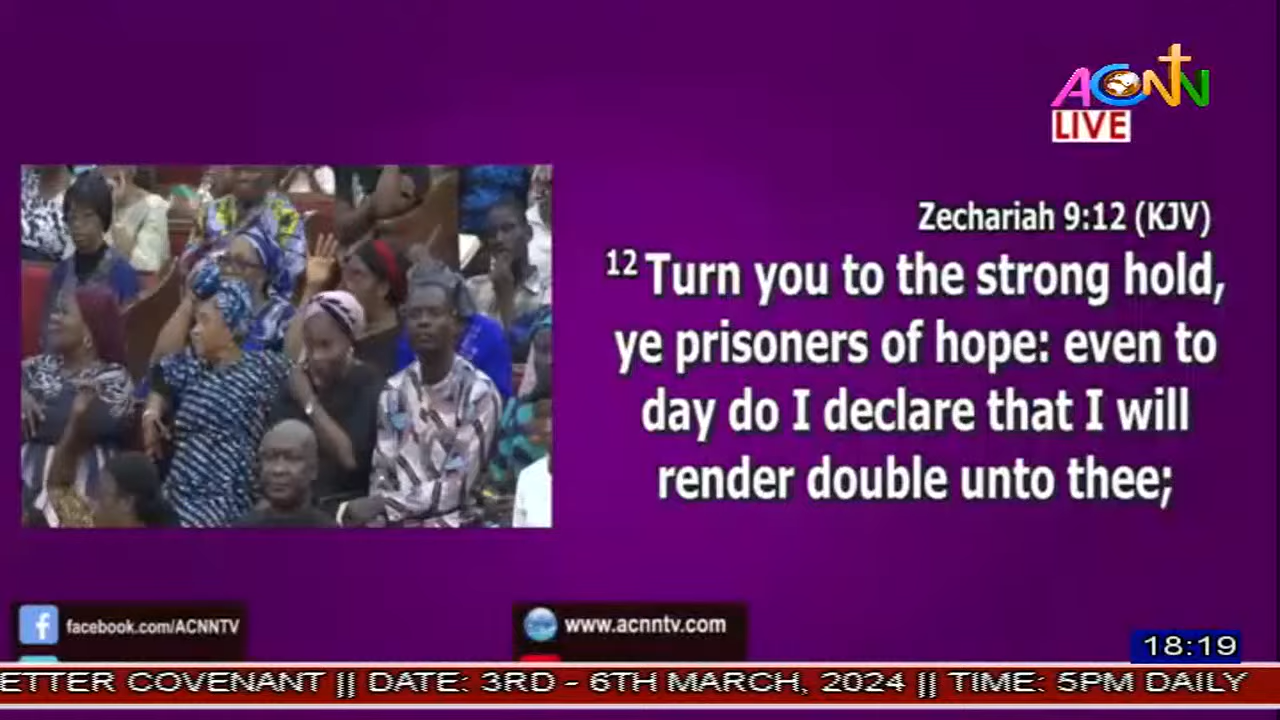 ACNN
LIVE
Zechariah 9:12 (KJV)
12 Turn you to the strong hold,
ye prisoners of hope: even to
day do I declare that I will
render double unto thee;
facebook.com/ACNNTV
www.acnntv.com
18:19
ETTER COVENANT || DATE: 3RD - 6TH MARCH, 2024 || TIME: 5PM DAILY